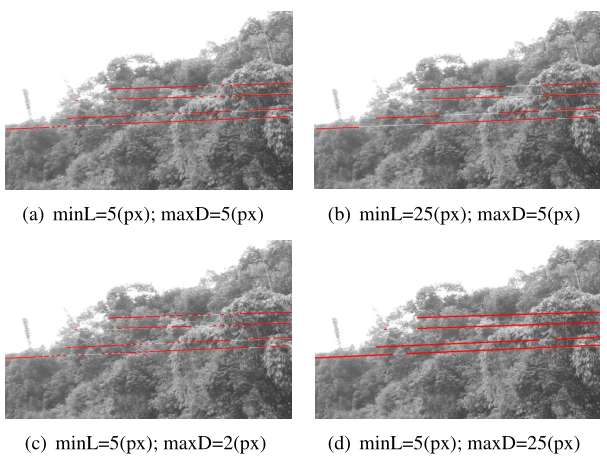 (a) minL=5(px); maxD=5(px)
(b) minL=25(px); maxD=5(px)
(c) minL=5(px); maxD=2(px)
(d) minL=5(px); maxD=25(px)